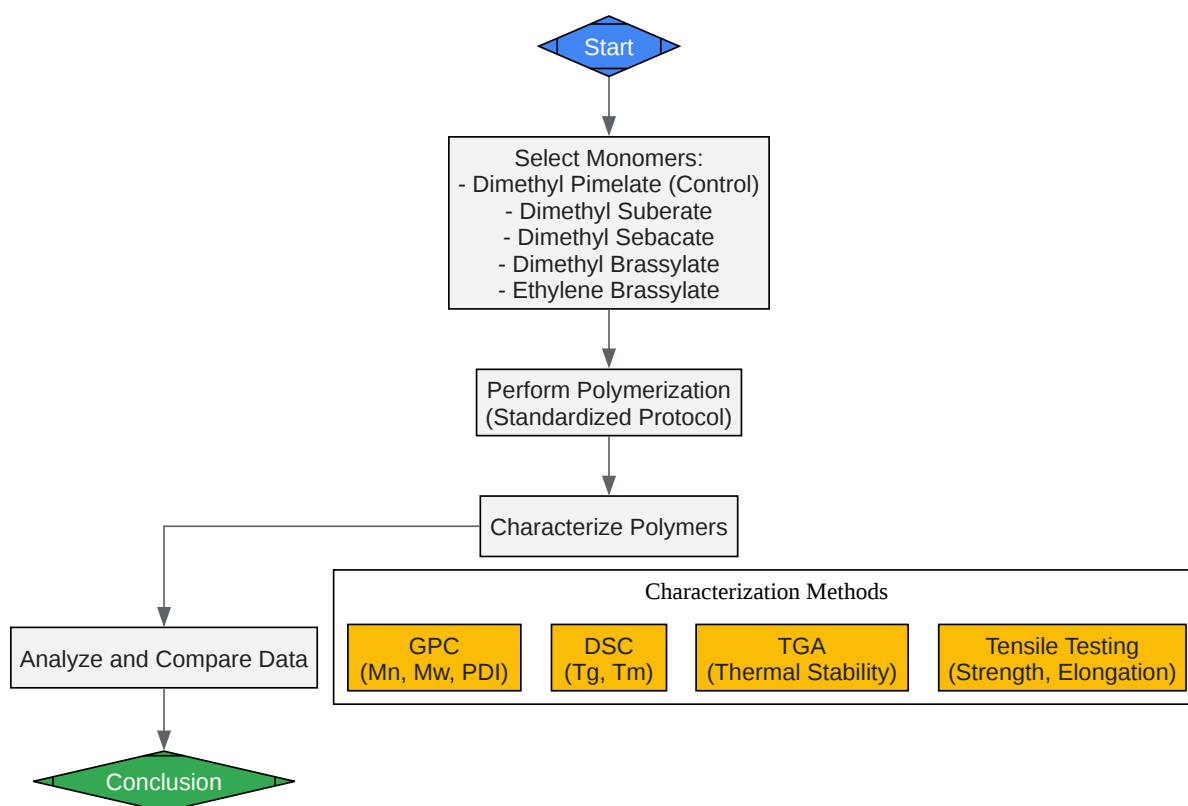 Start
Select Monomers:
- Dimethyl Pimelate (Control)
- Dimethyl Suberate
- Dimethyl Sebacate
- Dimethyl Brassylate
- Ethylene Brassylate
Perform Polymerization
(Standardized Protocol)
Characterize Polymers
Characterization Methods
GPC
(Mn, Mw, PDI)
DSC
(Tg, Tm)
TGA
(Thermal Stability)
Tensile Testing
(Strength, Elongation)
Analyze and Compare Data
Conclusion